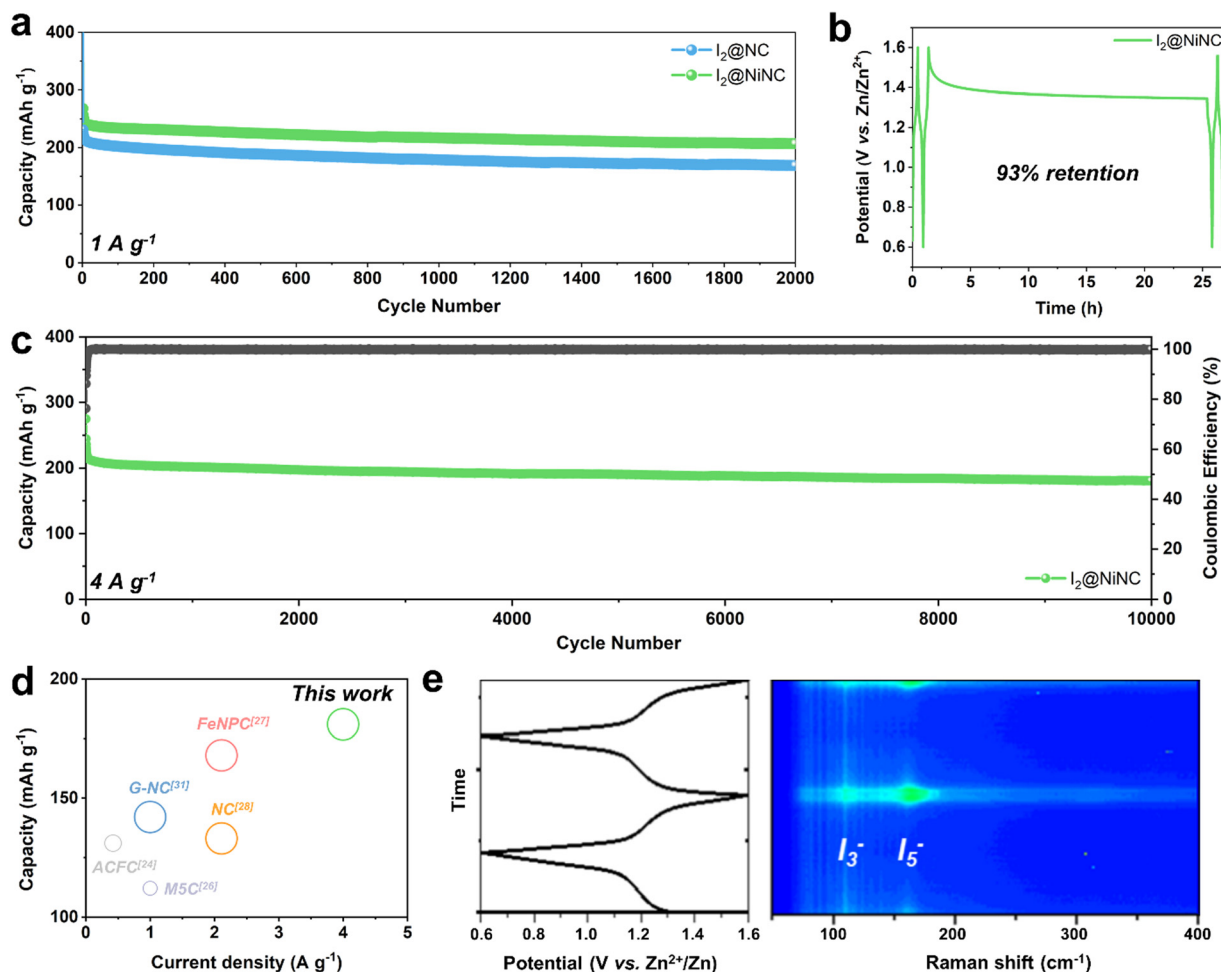 a
400
300
200
100
0
Capacity (mAh g⁻¹)
I₂@NC
I₂@NiNC
1 A g⁻¹
0 200 400 600 800 1000 1200 1400 1600 1800 2000
Cycle Number
b
1.6
1.4
1.2
1.0
0.8
0.6
Potential (V vs. Zn/Zn²⁺)
I₂@NiNC
93% retention
0 5 10 15 20 25
Time (h)
c
400
300
200
100
0
Capacity (mAh g⁻¹)
100
80
60
40
20
0
Coulombic Efficiency (%)
4 A g⁻¹
I₂@NiNC
0 2000 4000 6000 8000 10000
Cycle Number
d
200
150
100
Capacity (mAh g⁻¹)
This work
FeNPC[27]
G-NC[31]
NC[28]
ACFC[24]
M5C[26]
0 1 2 3 4 5
Current density (A g⁻¹)
e
Time
0.6 0.8 1.0 1.2 1.4 1.6
Potential (V vs. Zn²⁺/Zn)
I₃⁻ I₅⁻
100 200 300 400
Raman shift (cm⁻¹)